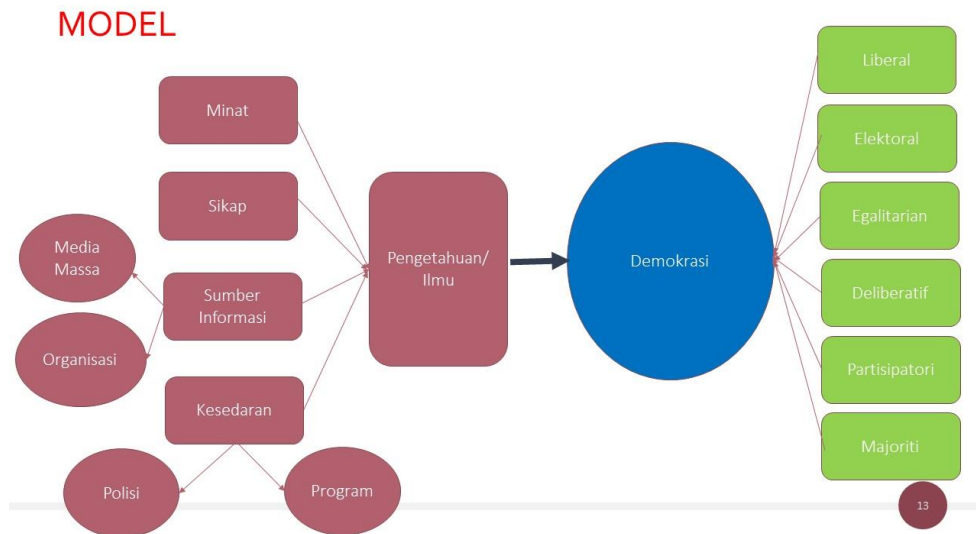 MODEL
Minat
Sikap
Media
Massa
Sumber
Informasi
Organisasi
Kesedaran
Polisi
Program
Pengetahuan/
Ilmu
Demokrasi
Liberal
Elektoral
Egalitarian
Deliberatif
Partisipatori
Majoriti
13